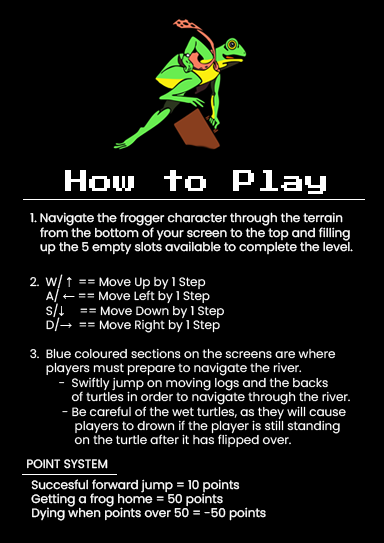 How to Play
1. Navigate the frogger character through the terrain
from the bottom of your screen to the top and filling
up the 5 empty slots available to complete the level.
2. W/↑ == Move Up by 1 Step
A/← == Move Left by 1 Step
S/↓ == Move Down by 1 Step
D/→ == Move Right by 1 Step
3. Blue coloured sections on the screens are where
players must prepare to navigate the river.
- Swiftly jump on moving logs and the backs
of turtles in order to navigate through the river.
- Be careful of the wet turtles, as they will cause
players to drown if the player is still standing
on the turtle after it has flipped over.
POINT SYSTEM
Succesful forward jump = 10 points
Getting a frog home = 50 points
Dying when points over 50 = -50 points